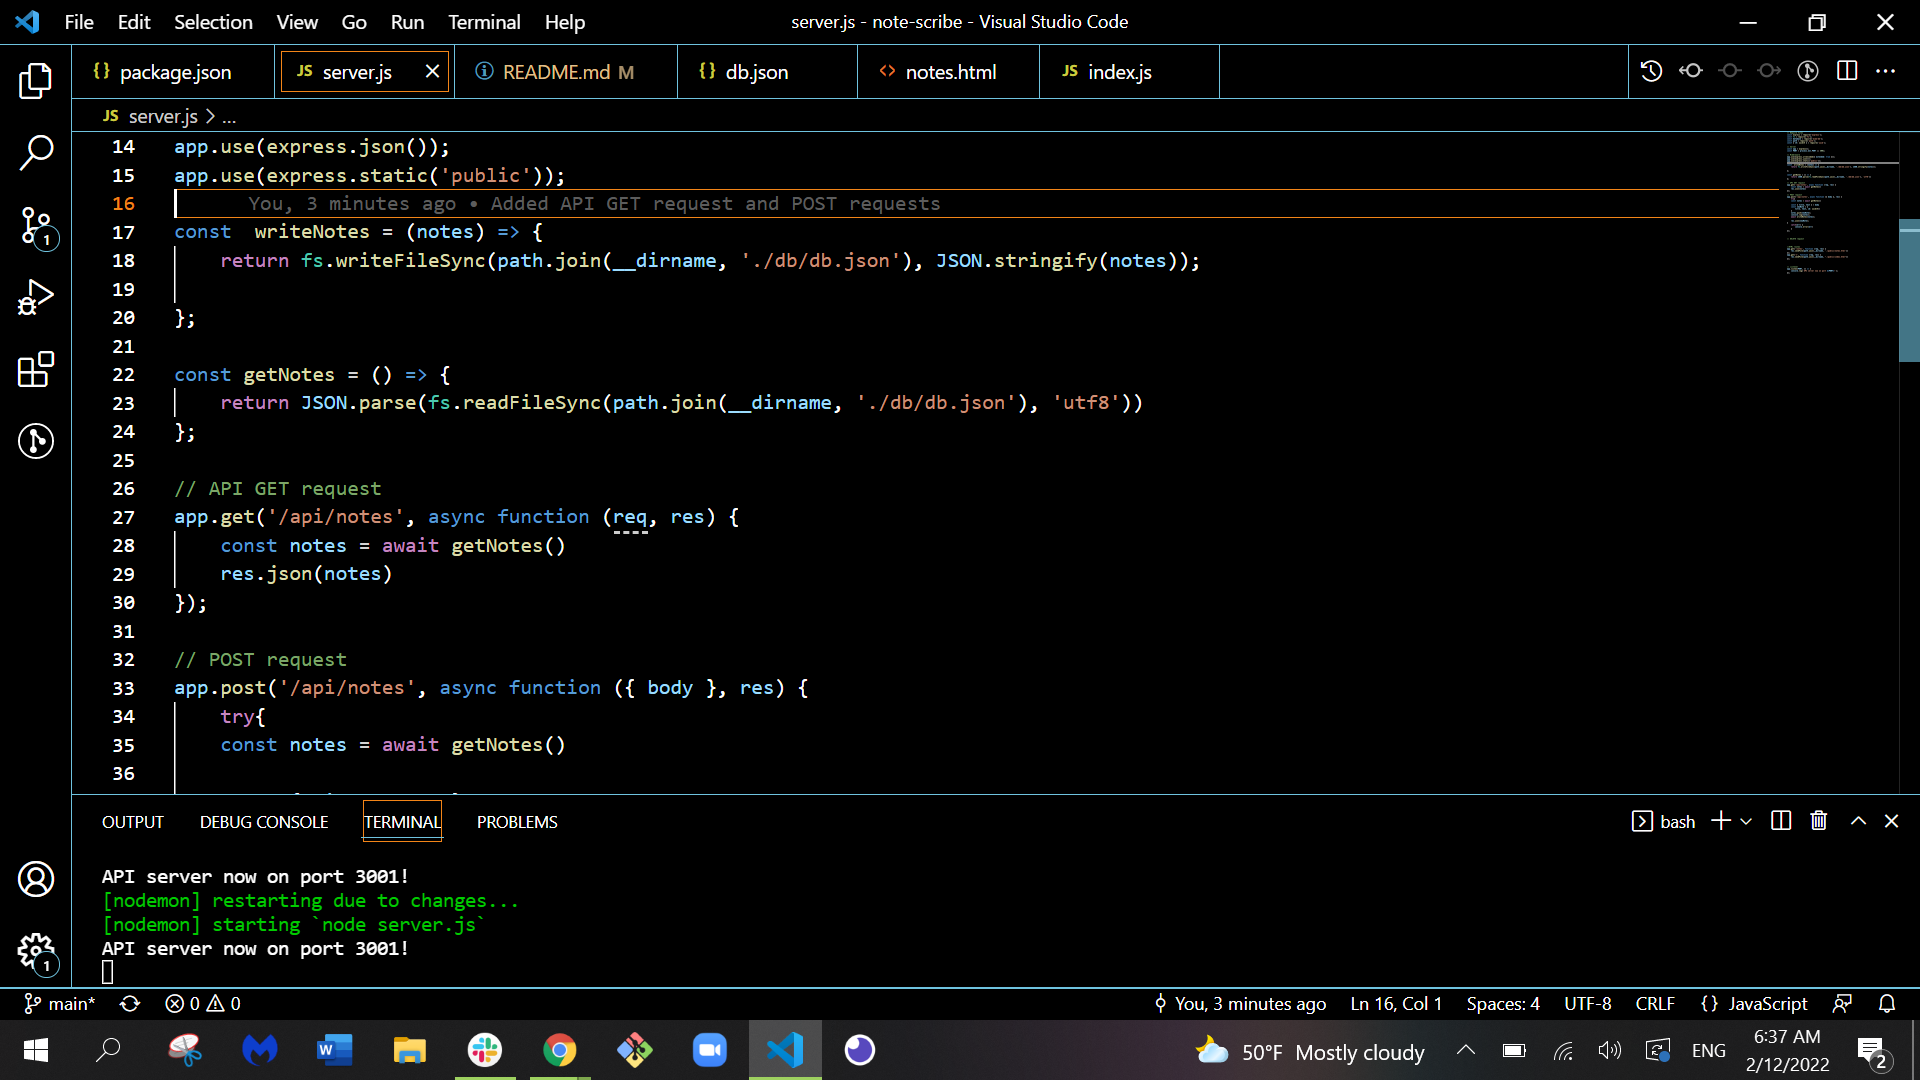 File Edit Selection View Go Run Terminal Help
server.js - note-scribe - Visual Studio Code
{} package.json
JS server.js
README.md M
{} db.json
<> notes.html
JS index.js
JS server.js > ...
14 app.use(express.json());
15 app.use(express.static('public'));
16 You, 3 minutes ago • Added API GET request and POST requests
17 const  writeNotes = (notes) => {
18     return fs.writeFileSync(path.join(__dirname, './db/db.json'), JSON.stringify(notes));
19
20 };
21
22 const getNotes = () => {
23     return JSON.parse(fs.readFileSync(path.join(__dirname, './db/db.json'), 'utf8'))
24 };
25
26 // API GET request
27 app.get('/api/notes', async function (req, res) {
28     const notes = await getNotes()
29     res.json(notes)
30 });
31
32 // POST request
33 app.post('/api/notes', async function ({ body }, res) {
34     try{
35     const notes = await getNotes()
36
OUTPUT DEBUG CONSOLE TERMINAL PROBLEMS
bash
API server now on port 3001!
[nodemon] restarting due to changes...
[nodemon] starting `node server.js`
API server now on port 3001!
1
1
main* 0 0
You, 3 minutes ago Ln 16, Col 1 Spaces: 4 UTF-8 CRLF {} JavaScript
50°F Mostly cloudy
ENG
6:37 AM
2/12/2022
2